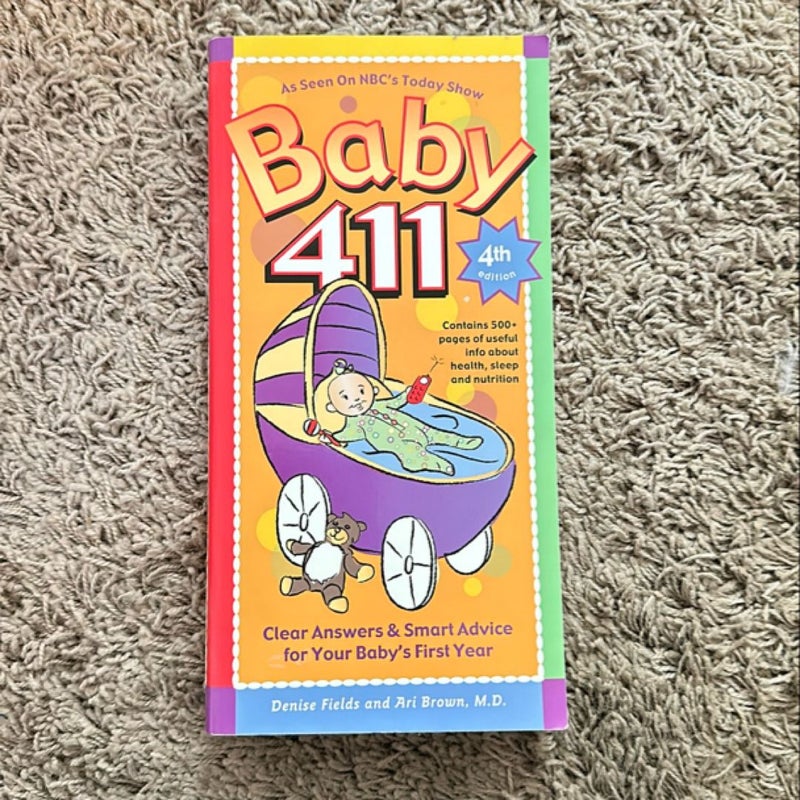 As Seen On NBC's Today Show
Baby
411
4th
edition
Contains 500+
pages of useful
info about
health, sleep
and nutrition
Clear Answers & Smart Advice
for Your Baby's First Year
Denise Fields and Ari Brown, M.D.